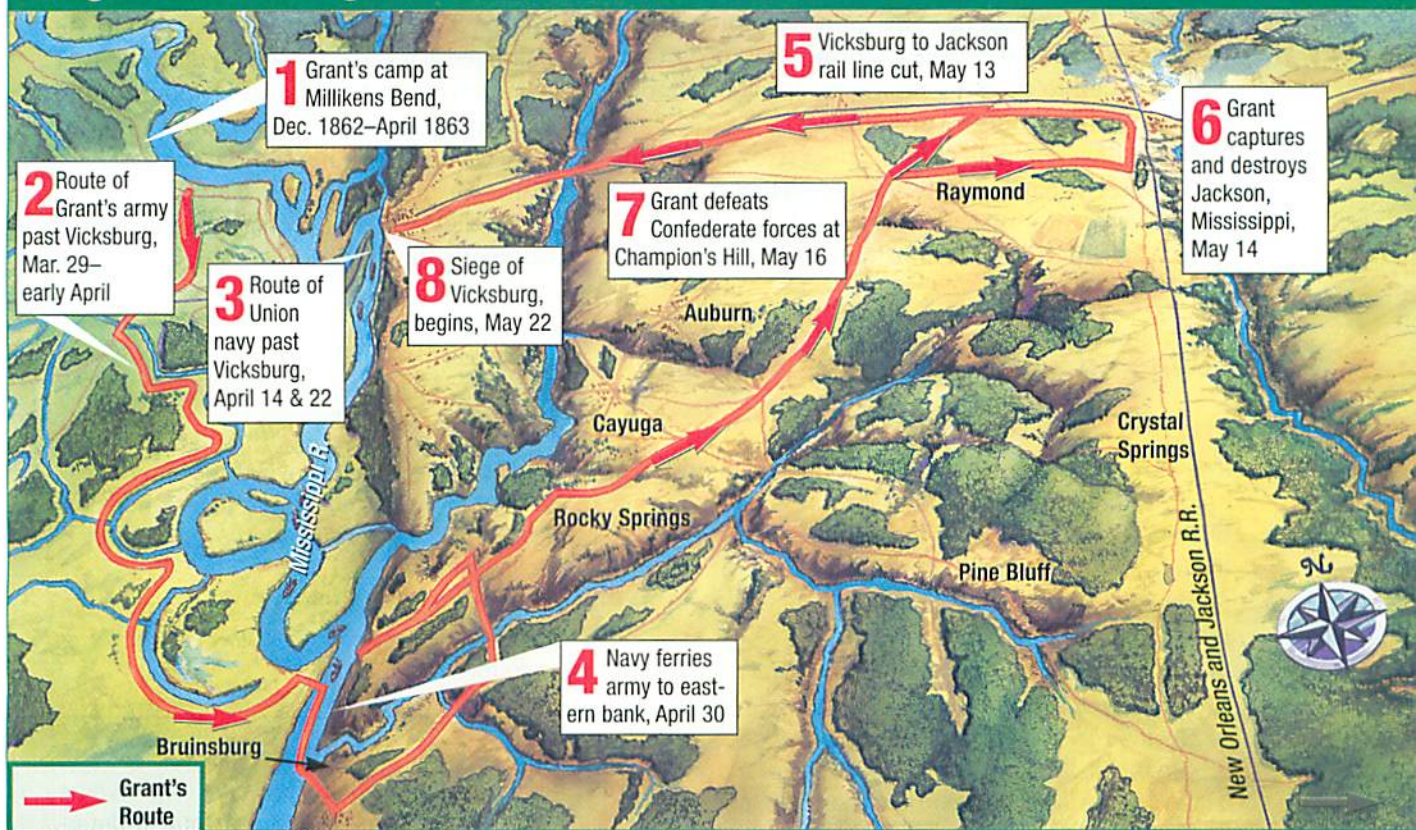 1 Grant's camp at
Millikens Bend,
Dec. 1862–April 1863
2 Route of
Grant's army
past Vicksburg,
Mar. 29–
early April
3 Route of
Union
navy past
Vicksburg,
April 14 & 22
4 Navy ferries
army to east-
ern bank, April 30
5 Vicksburg to Jackson
rail line cut, May 13
6 Grant
captures
and destroys
Jackson,
Mississippi,
May 14
7 Grant defeats
Confederate forces at
Champion's Hill, May 16
8 Siege of
Vicksburg,
begins, May 22
Raymond
Auburn
Cayuga
Crystal
Springs
Rocky Springs
Pine Bluff
Mississippi R.
New Orleans and Jackson R.R.
N
Bruinsburg
Grant's
Route